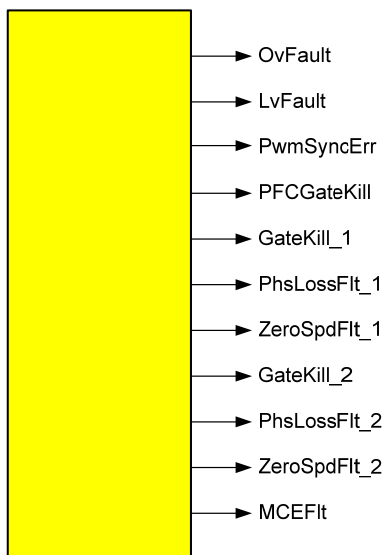 OvFault
LvFault
PwmSyncErr
PFCGateKill
GateKill_1
PhsLossFlt_1
ZeroSpdFlt_1
GateKill_2
PhsLossFlt_2
ZeroSpdFlt_2
MCEFlt